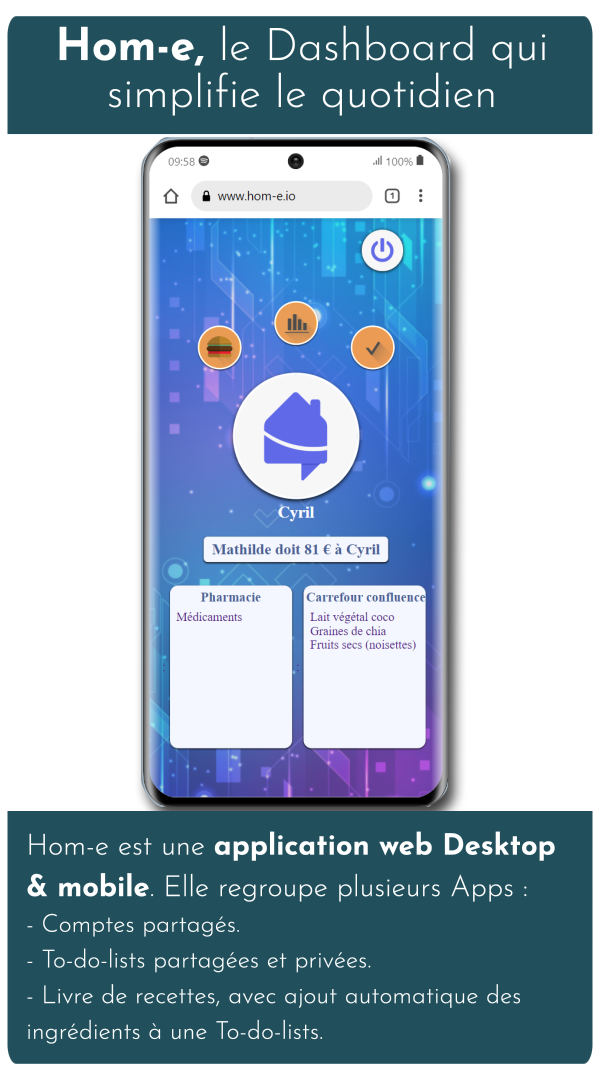 Hom-e, le Dashboard qui
simplifie le quotidien
09:58
100%
www.hom-e.io
1
Cyril
Mathilde doit 81 € à Cyril
Pharmacie
Médicaments
Carrefour confluence
Lait végétal coco
Graines de chia
Fruits secs (noisettes)
Hom-e est une application web Desktop
& mobile. Elle regroupe plusieurs Apps :
- Comptes partagés.
- To-do-lists partagées et privées.
- Livre de recettes, avec ajout automatique des
ingrédients à une To-do-lists.